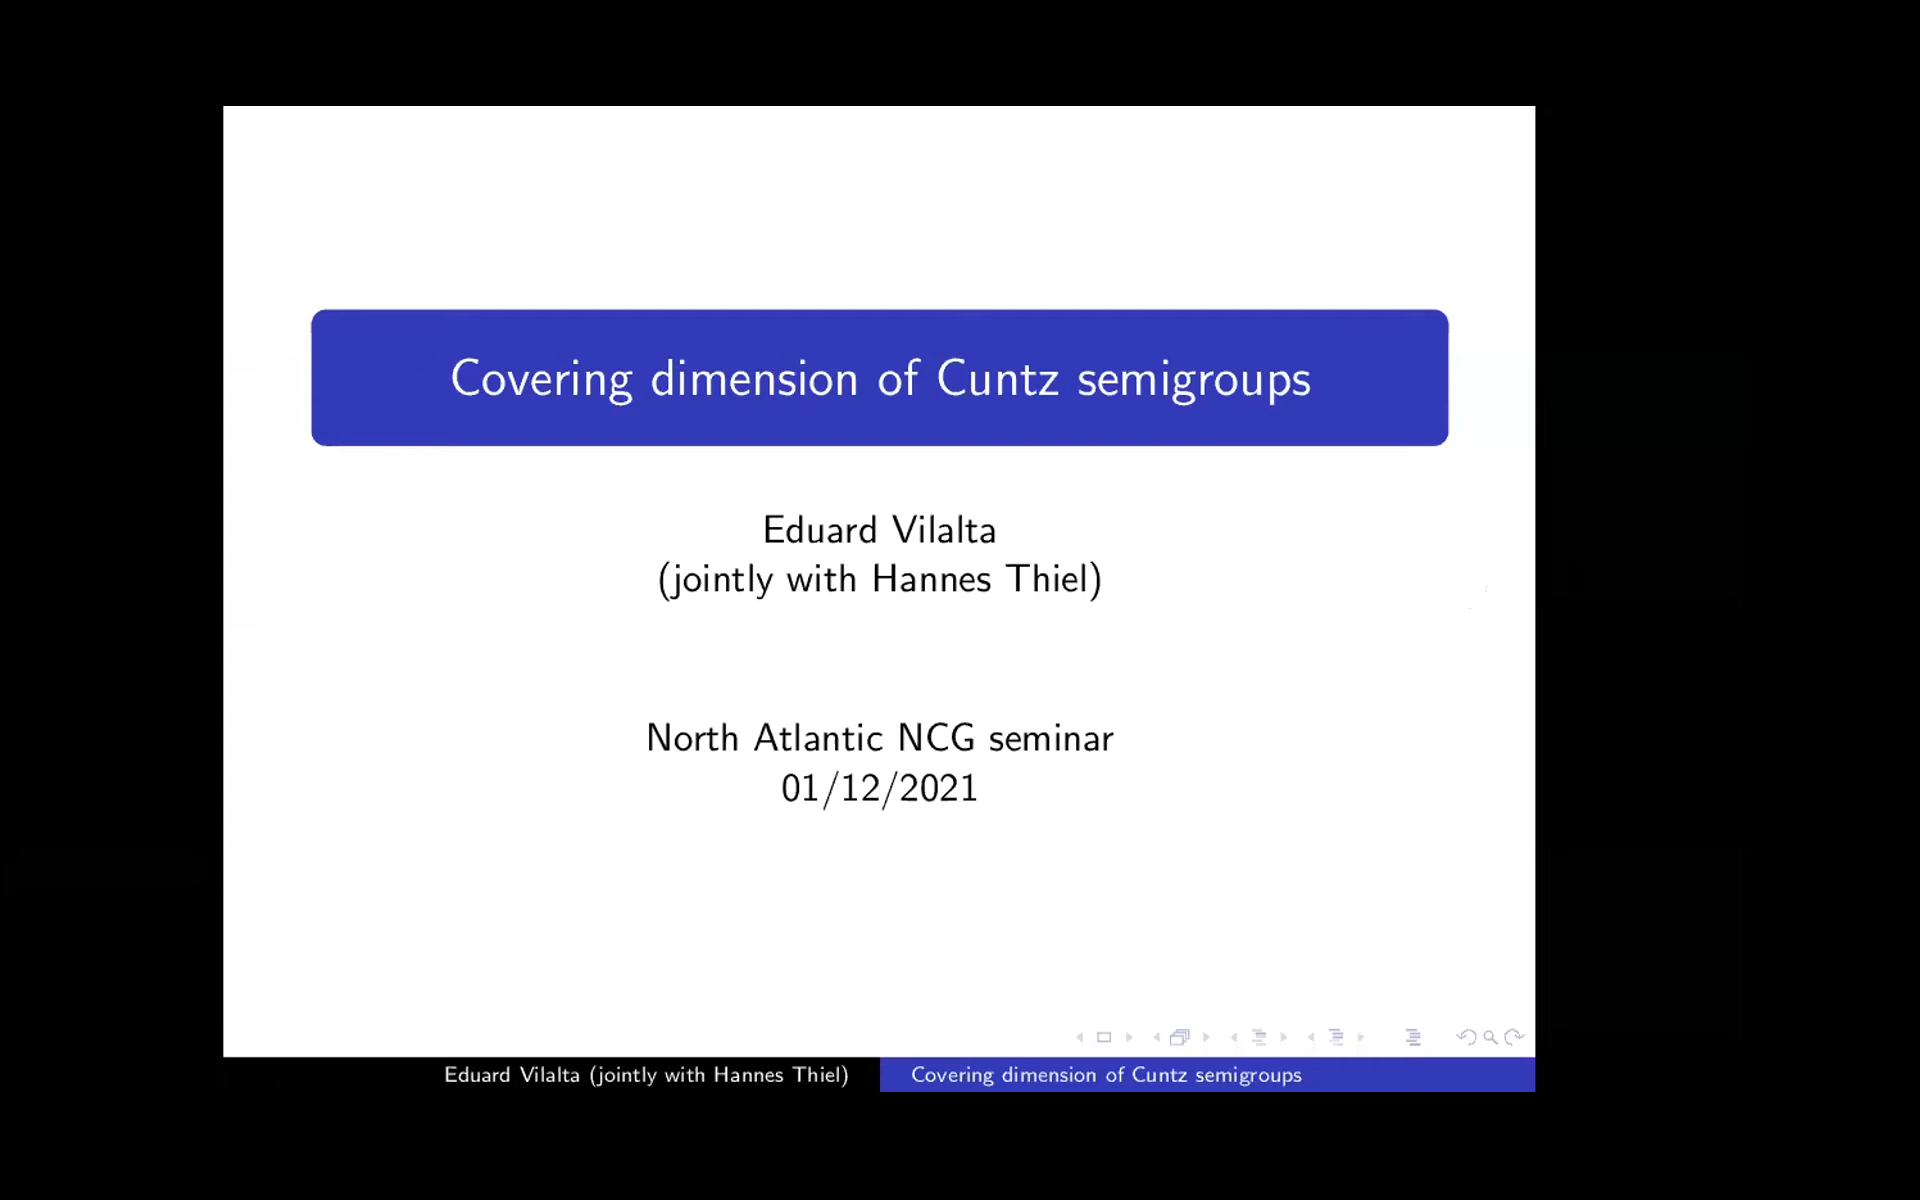 Covering dimension of Cuntz semigroups
Eduard Vilalta
(jointly with Hannes Thiel)
North Atlantic NCG seminar
01/12/2021
Eduard Vilalta (jointly with Hannes Thiel)
Covering dimension of Cuntz semigroups